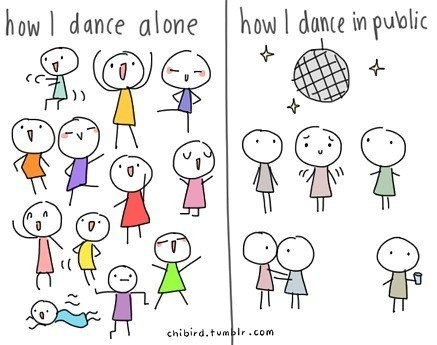 how I dance alone
how I dance in public
chibird.tumblr.com